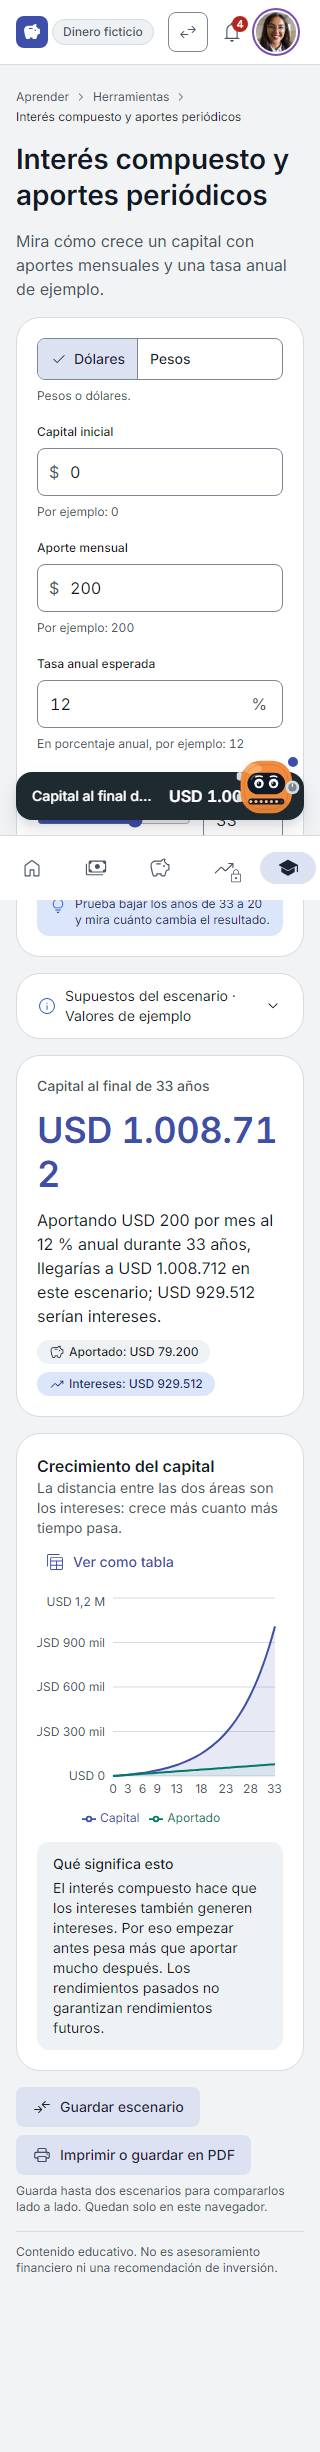 Dinero ficticio
4
Aprender > Herramientas >
Interés compuesto y aportes periódicos
Interés compuesto y
aportes periódicos
Mira cómo crece un capital con
aportes mensuales y una tasa anual
de ejemplo.
Dólares Pesos
Pesos o dólares.
Capital inicial
$ 0
Por ejemplo: 0
Aporte mensual
$ 200
Por ejemplo: 200
Tasa anual esperada
12 %
En porcentaje anual, por ejemplo: 12
Capital al final d... USD 1.00
33
Prueba bajar los años de 33 a 20
y mira cuánto cambia el resultado.
Supuestos del escenario ·
Valores de ejemplo
Capital al final de 33 años
USD 1.008.71
2
Aportando USD 200 por mes al
12 % anual durante 33 años,
llegarías a USD 1.008.712 en
este escenario; USD 929.512
serían intereses.
Aportado: USD 79.200
Intereses: USD 929.512
Crecimiento del capital
La distancia entre las dos áreas son
los intereses: crece más cuanto más
tiempo pasa.
Ver como tabla
USD 1,2 M
USD 900 mil
USD 600 mil
USD 300 mil
USD 0
0 3 6 9 13 18 23 28 33
Capital Aportado
Qué significa esto
El interés compuesto hace que
los intereses también generen
intereses. Por eso empezar
antes pesa más que aportar
mucho después. Los
rendimientos pasados no
garantizan rendimientos
futuros.
Guardar escenario
Imprimir o guardar en PDF
Guarda hasta dos escenarios para compararlos
lado a lado. Quedan solo en este navegador.
Contenido educativo. No es asesoramiento
financiero ni una recomendación de inversión.